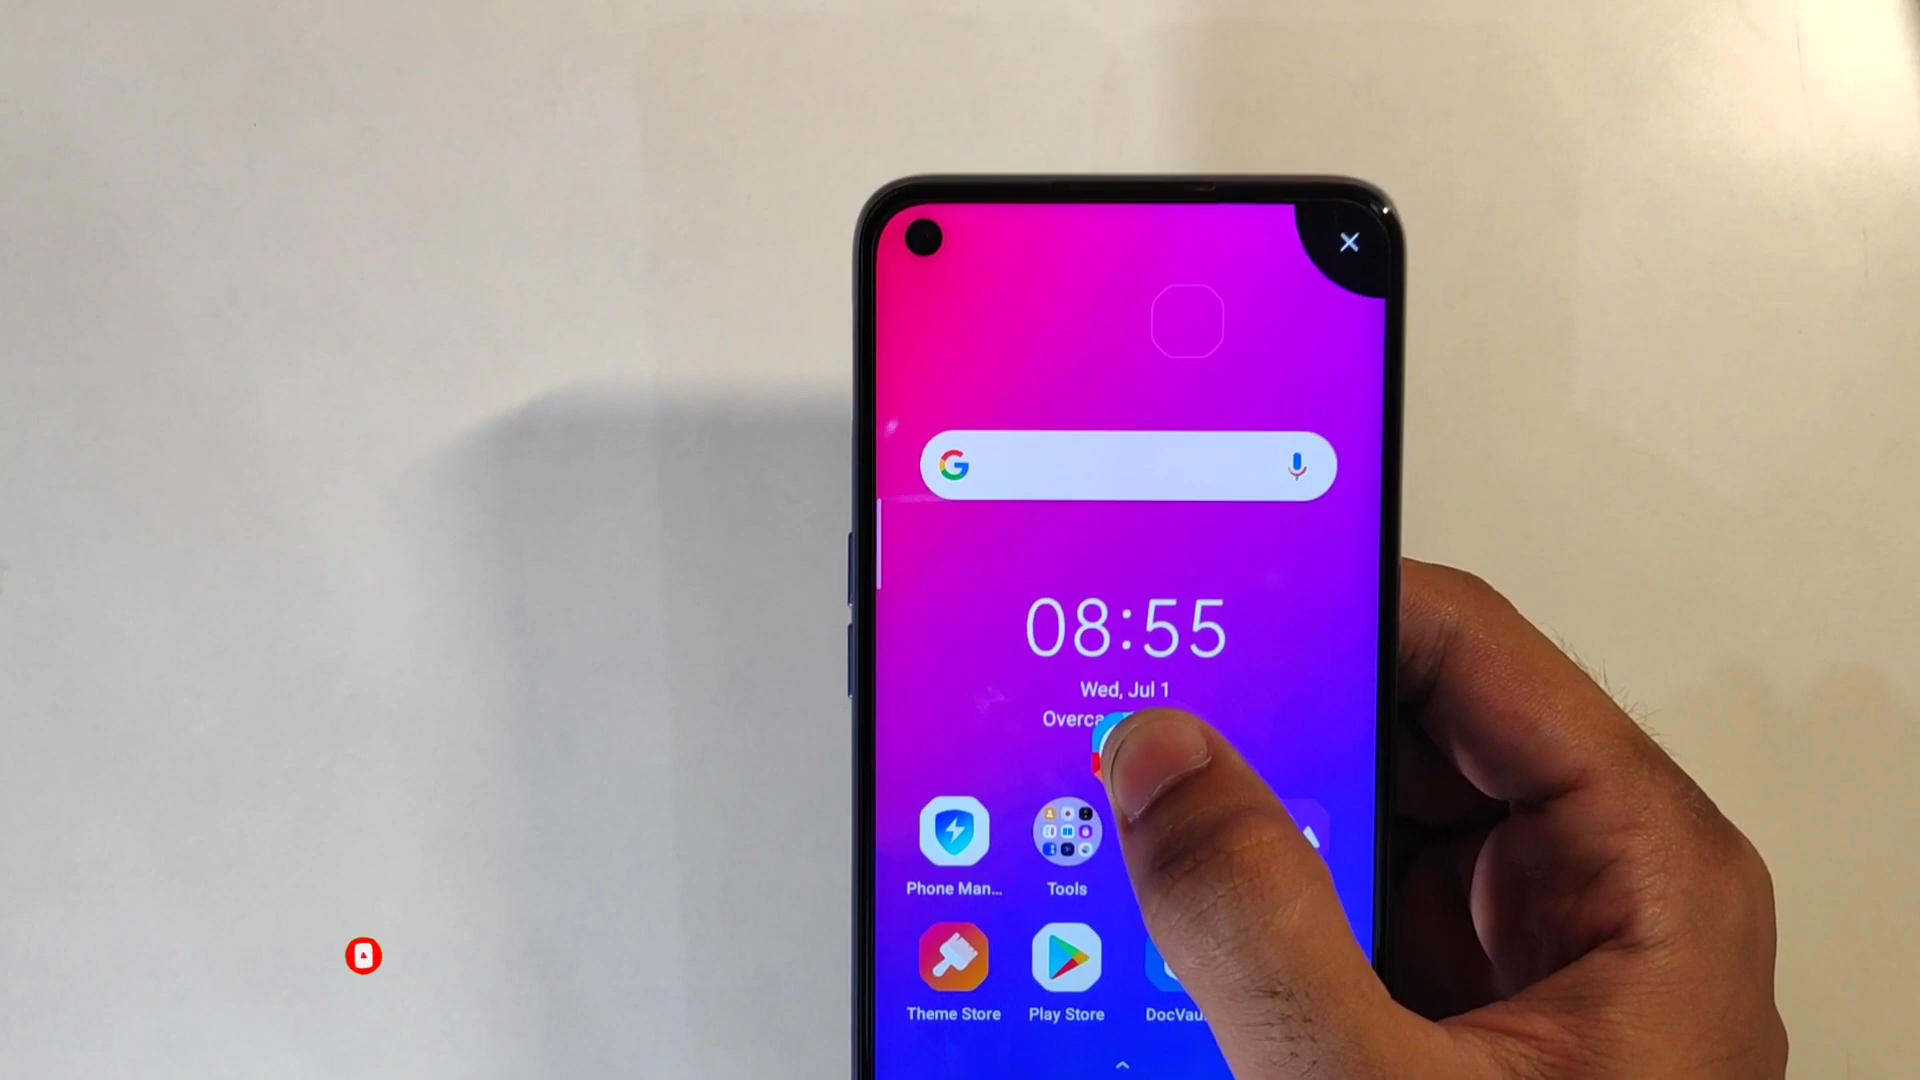 08:55
Wed, Jul 1
Phone Man...
Tools
Theme Store
Play Store